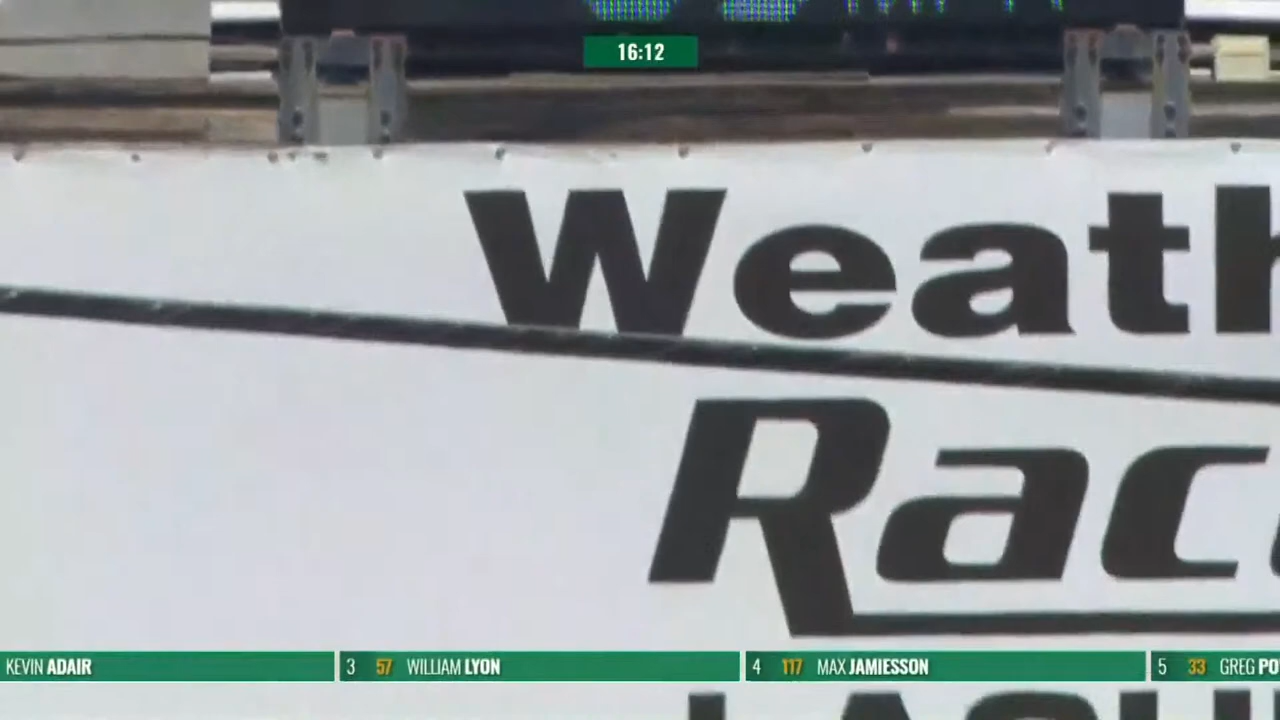 16:12
Weath
Rac
KEVIN ADAIR 3 57 WILLIAM LYON 4 117 MAX JAMIESSON 5 33 GREG PO